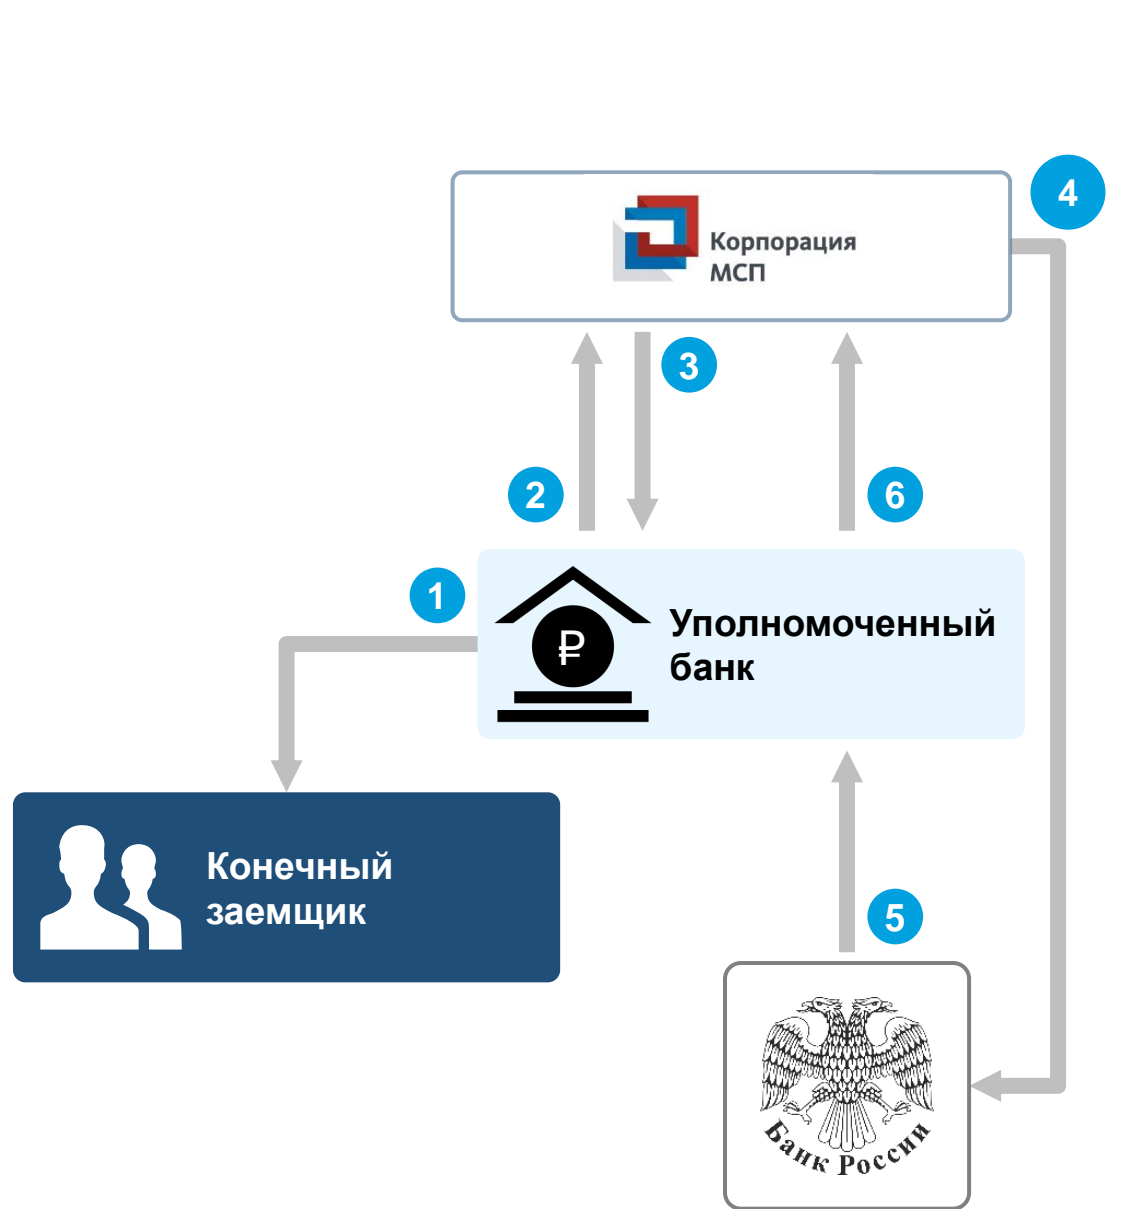 4
Корпорация
МСП
3
2
6
1
₽
Уполномоченный
банк
Конечный
заемщик
5
Банк России